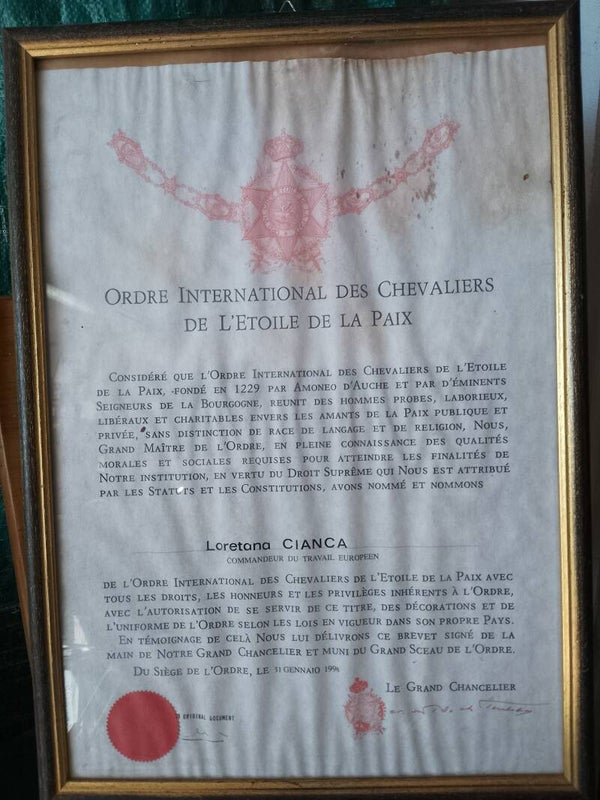 ORDRE INTERNATIONAL DES CHEVALIERS
DE L'ETOILE DE LA PAIX
CONSIDÉRÉ QUE L'ORDRE INTERNATIONAL DES CHEVALIERS DE L'ETOILE
DE LA PAIX, FONDÉ EN 1229 PAR AMONEO D'AUCHE ET PAR D'ÉMINENTS
SEIGNEURS DE LA BOURGOGNE, REUNIT DES HOMMES PROBES, LABORIEUX,
LIBÉRAUX ET CHARITABLES ENVERS LES AMANTS DE LA PAIX PUBLIQUE ET
PRIVÉE, SANS DISTINCTION DE RACE DE LANGAGE ET DE RELIGION, NOUS,
GRAND MAÎTRE DE L'ORDRE, EN PLEINE CONNAISSANCE DES QUALITÉS
MORALES ET SOCIALES REQUISES POUR ATTEINDRE LES FINALITÉS DE
NOTRE INSTITUTION, EN VERTU DU DROIT SUPRÊME QUI NOUS EST ATTRIBUÉ
PAR LES STATUTS ET LES CONSTITUTIONS, AVONS NOMMÉ ET NOMMONS
Loretana CIANCA
COMMANDEUR DU TRAVAIL EUROPEEN
DE L'ORDRE INTERNATIONAL DES CHEVALIERS DE L'ETOILE DE LA PAIX AVEC
TOUS LES DROITS, LES HONNEURS ET LES PRIVILÈGES INHÉRENTS À L'ORDRE,
AVEC L'AUTORISATION DE SE SERVIR DE CE TITRE, DES DÉCORATIONS ET DE
L'UNIFORME DE L'ORDRE SELON LES LOIS EN VIGUEUR DANS SON PROPRE PAYS.
EN TÉMOIGNAGE DE CELÀ NOUS LUI DÉLIVRONS CE BREVET SIGNÉ DE LA
MAIN DE NOTRE GRAND CHANCELIER ET MUNI DU GRAND SCEAU DE L'ORDRE.
DU SIÈGE DE L'ORDRE, LE 31 GENNAIO
LE GRAND CHANCELIER
ORIGINAL DOCUMENT